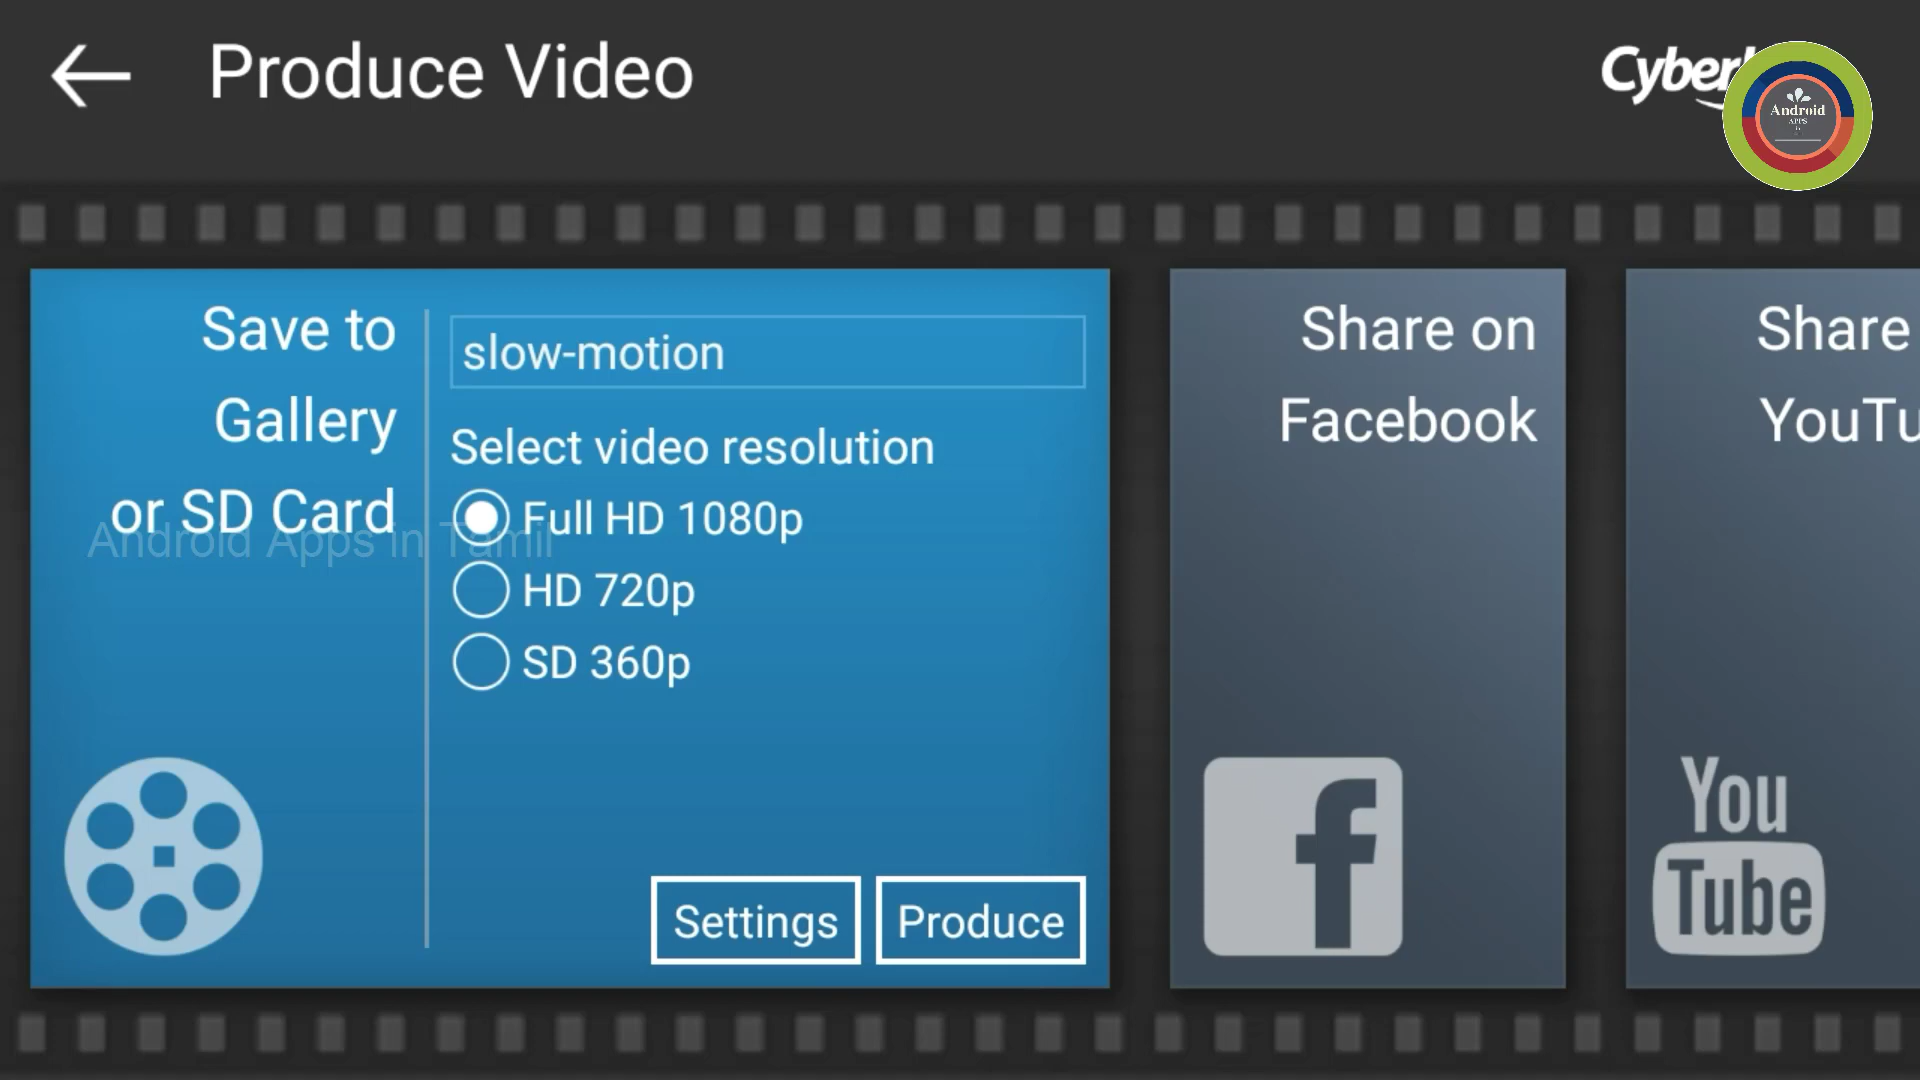 Produce Video
Cyber
Android
APPS
Save to
Gallery
or SD Card
slow-motion
Select video resolution
Full HD 1080p
HD 720p
SD 360p
Settings
Produce
Android Apps in Tamil
Share on
Facebook
Share
YouTu
You
Tube